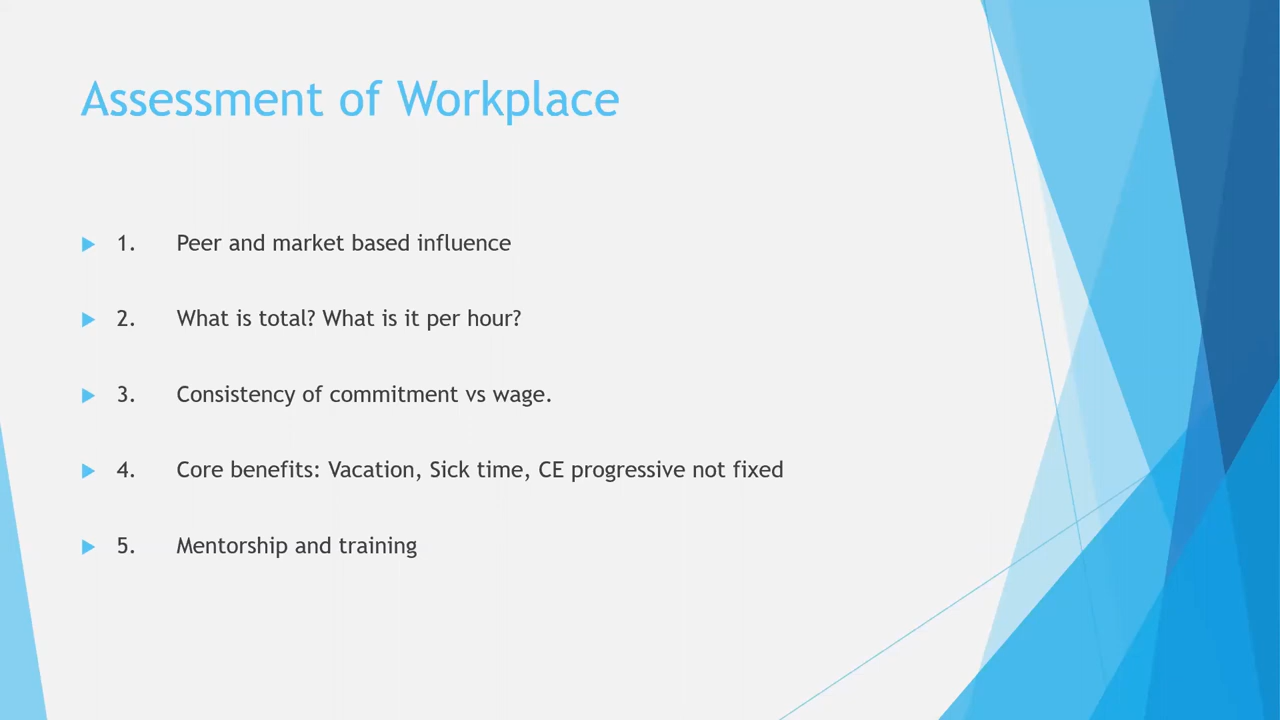 Assessment of Workplace
1. Peer and market based influence
2. What is total? What is it per hour?
3. Consistency of commitment vs wage.
4. Core benefits: Vacation, Sick time, CE progressive not fixed
5. Mentorship and training